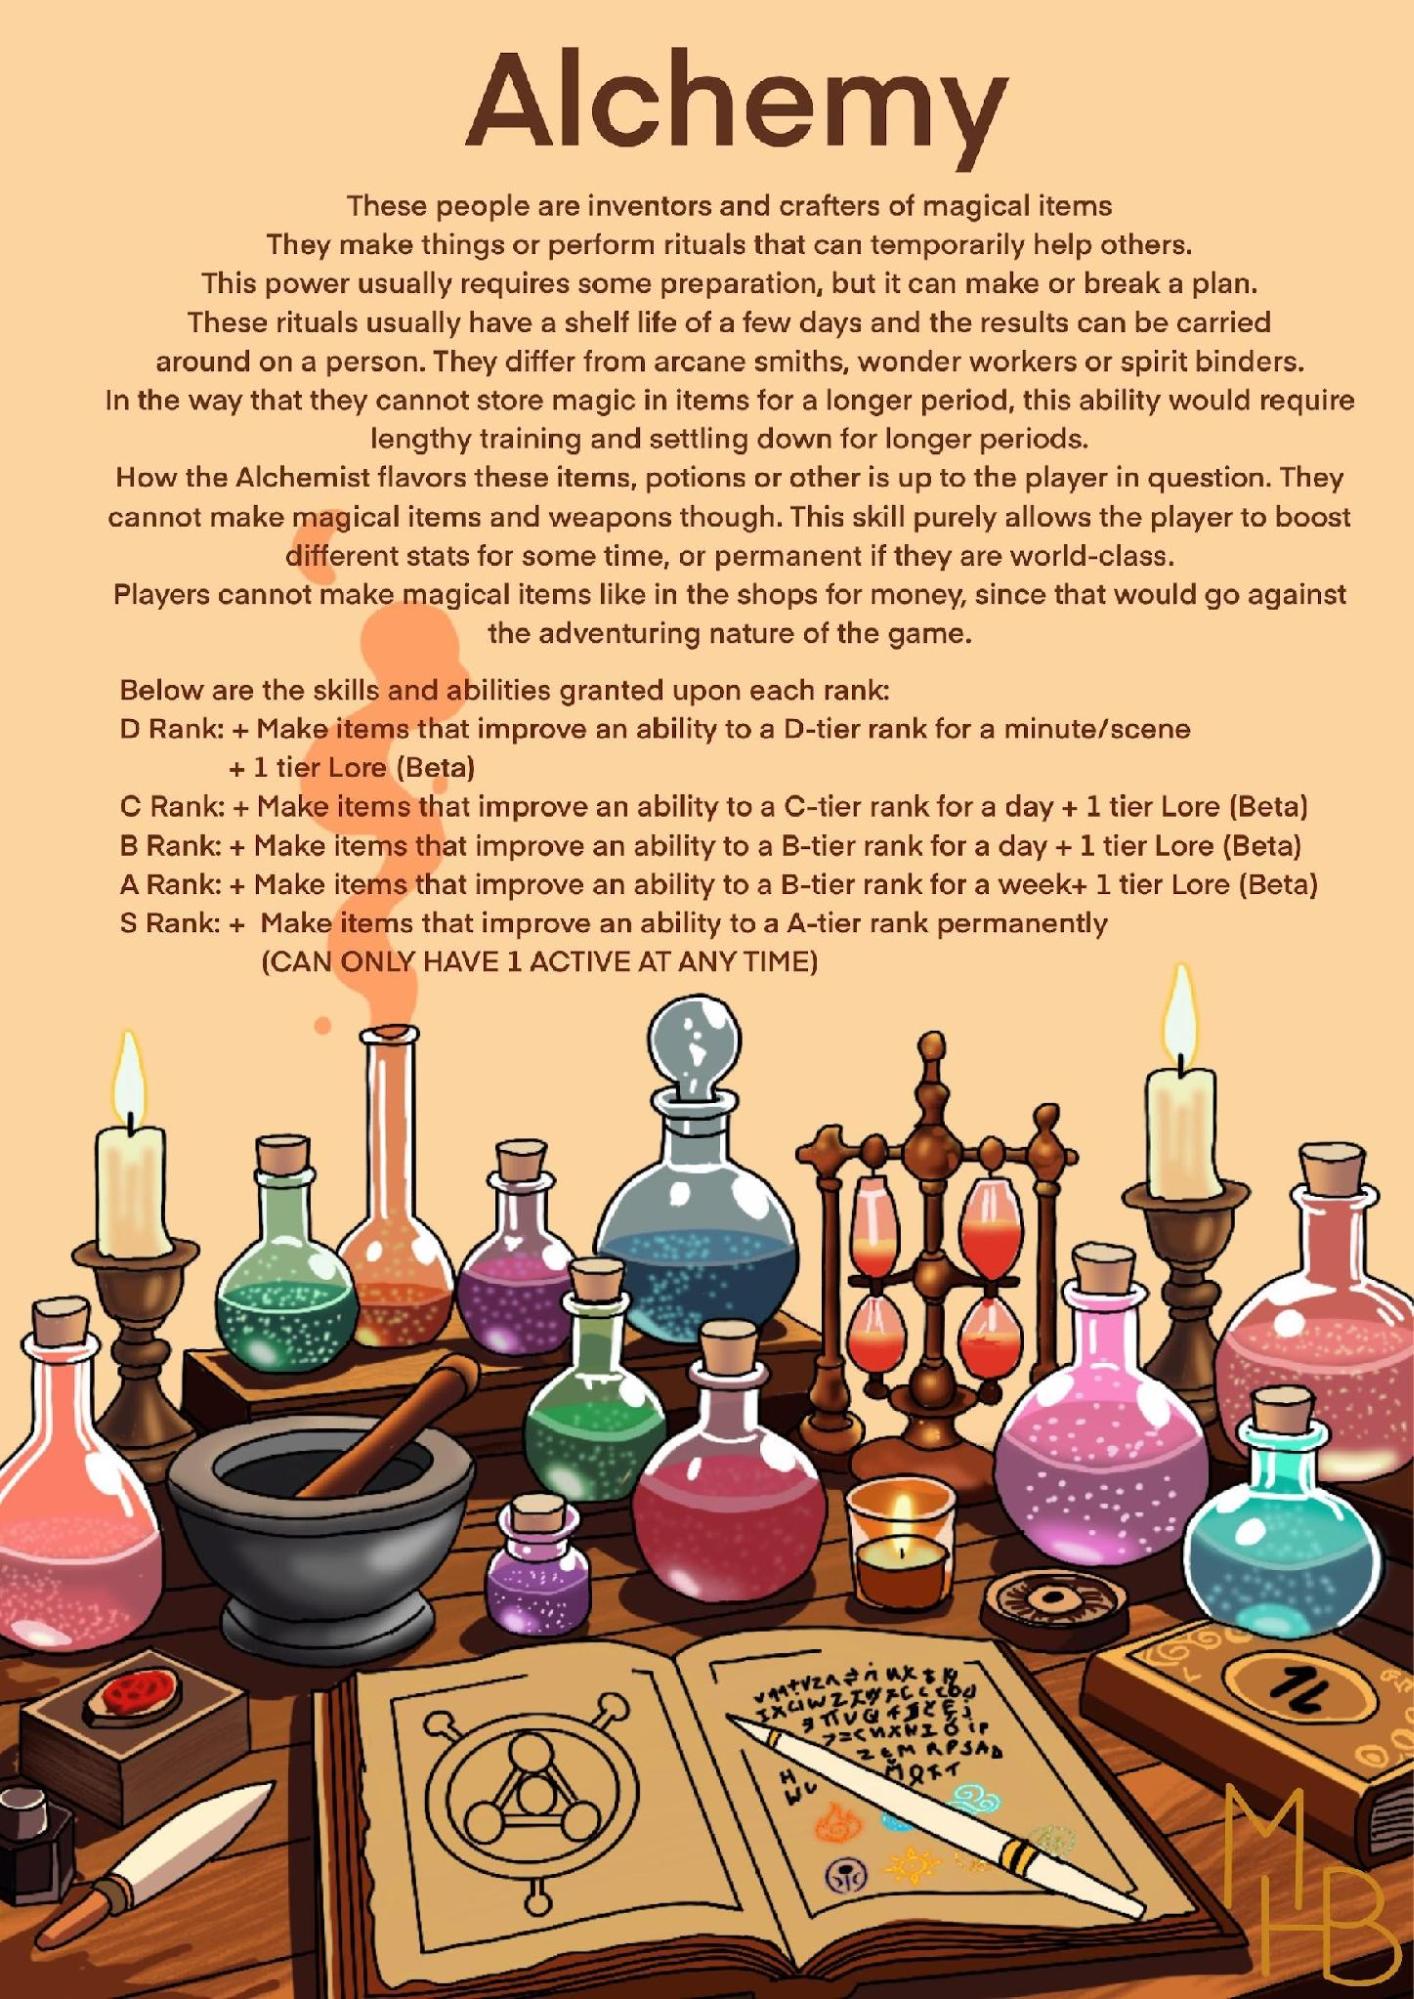 Alchemy
These people are inventors and crafters of magical items
They make things or perform rituals that can temporarily help others.
This power usually requires some preparation, but it can make or break a plan.
These rituals usually have a shelf life of a few days and the results can be carried
around on a person. They differ from arcane smiths, wonder workers or spirit binders.
In the way that they cannot store magic in items for a longer period, this ability would require
lengthy training and settling down for longer periods.
How the Alchemist flavors these items, potions or other is up to the player in question. They
cannot make magical items and weapons though. This skill purely allows the player to boost
different stats for some time, or permanent if they are world-class.
Players cannot make magical items like in the shops for money, since that would go against
the adventuring nature of the game.
Below are the skills and abilities granted upon each rank:
D Rank: + Make items that improve an ability to a D-tier rank for a minute/scene
+ 1 tier Lore (Beta)
C Rank: + Make items that improve an ability to a C-tier rank for a day + 1 tier Lore (Beta)
B Rank: + Make items that improve an ability to a B-tier rank for a day + 1 tier Lore (Beta)
A Rank: + Make items that improve an ability to a B-tier rank for a week+ 1 tier Lore (Beta)
S Rank: + Make items that improve an ability to a A-tier rank permanently
(CAN ONLY HAVE 1 ACTIVE AT ANY TIME)
MHB